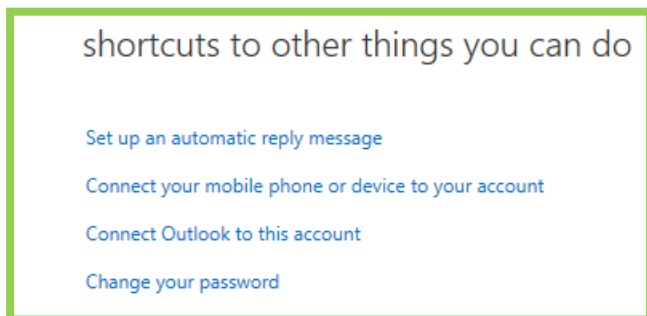 shortcuts to other things you can do
Set up an automatic reply message
Connect your mobile phone or device to your account
Connect Outlook to this account
Change your password